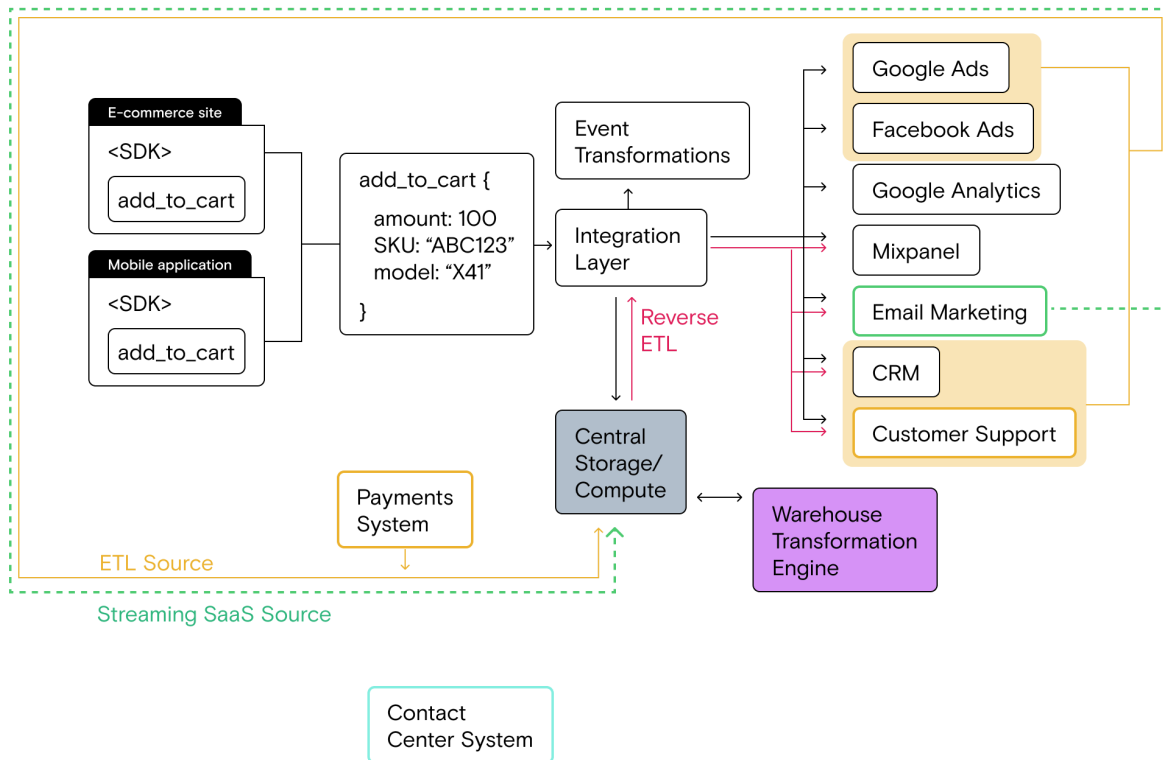 E-commerce site
<SDK>
add_to_cart
Mobile application
<SDK>
add_to_cart
add_to_cart {
amount: 100
SKU: “ABC123”
model: “X41”
}
Event
Transformations
Integration
Layer
Reverse
ETL
Google Ads
Facebook Ads
Google Analytics
Mixpanel
Email Marketing
CRM
Customer Support
Central
Storage/
Compute
Warehouse
Transformation
Engine
Payments
System
ETL Source
Streaming SaaS Source
Contact
Center System